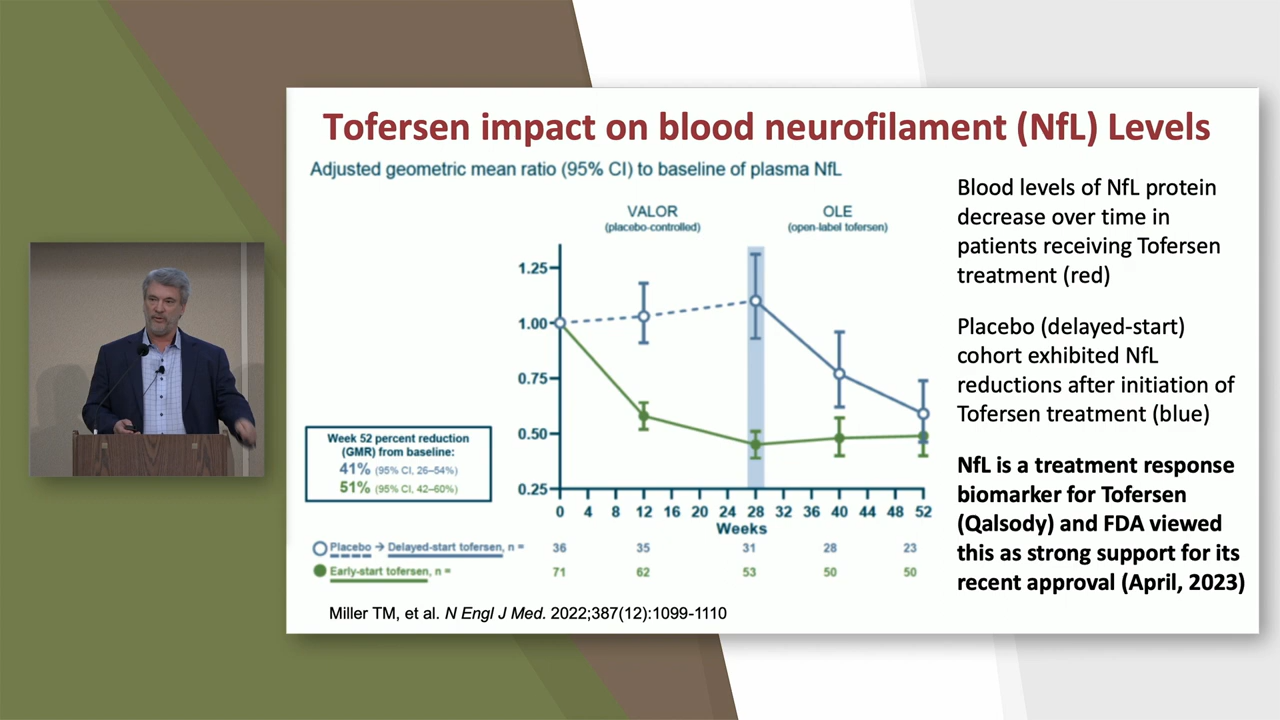 Tofersen impact on blood neurofilament (NfL) Levels
Adjusted geometric mean ratio (95% CI) to baseline of plasma NfL
VALOR
(placebo-controlled)
OLE
(open-label tofersen)
1.25
1.00
0.75
0.50
0.25
0 4 8 12 16 20 24 28 32 36 40 44 48 52
Weeks
Week 52 percent reduction
(GMR) from baseline:
41% (95% CI, 26–54%)
51% (95% CI, 42–60%)
Placebo → Delayed-start tofersen, n = 36 35 31 28 23
Early-start tofersen, n = 71 62 53 50 50
Miller TM, et al. N Engl J Med. 2022;387(12):1099-1110
Blood levels of NfL protein
decrease over time in
patients receiving Tofersen
treatment (red)
Placebo (delayed-start)
cohort exhibited NfL
reductions after initiation of
Tofersen treatment (blue)
NfL is a treatment response
biomarker for Tofersen
(Qalsody) and FDA viewed
this as strong support for its
recent approval (April, 2023)